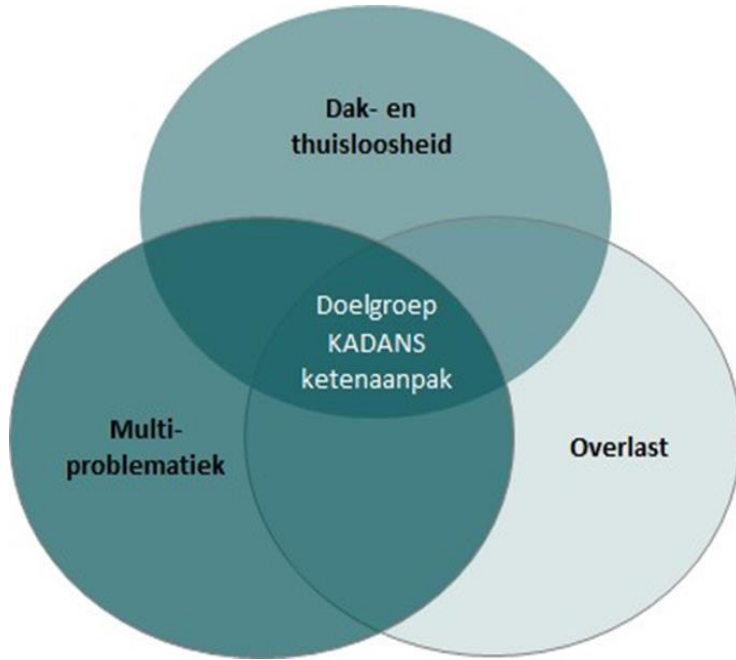 Dak- en
thuisloosheid
Doelgroep
KADANS
ketenaanpak
Multi-
problematiek
Overlast